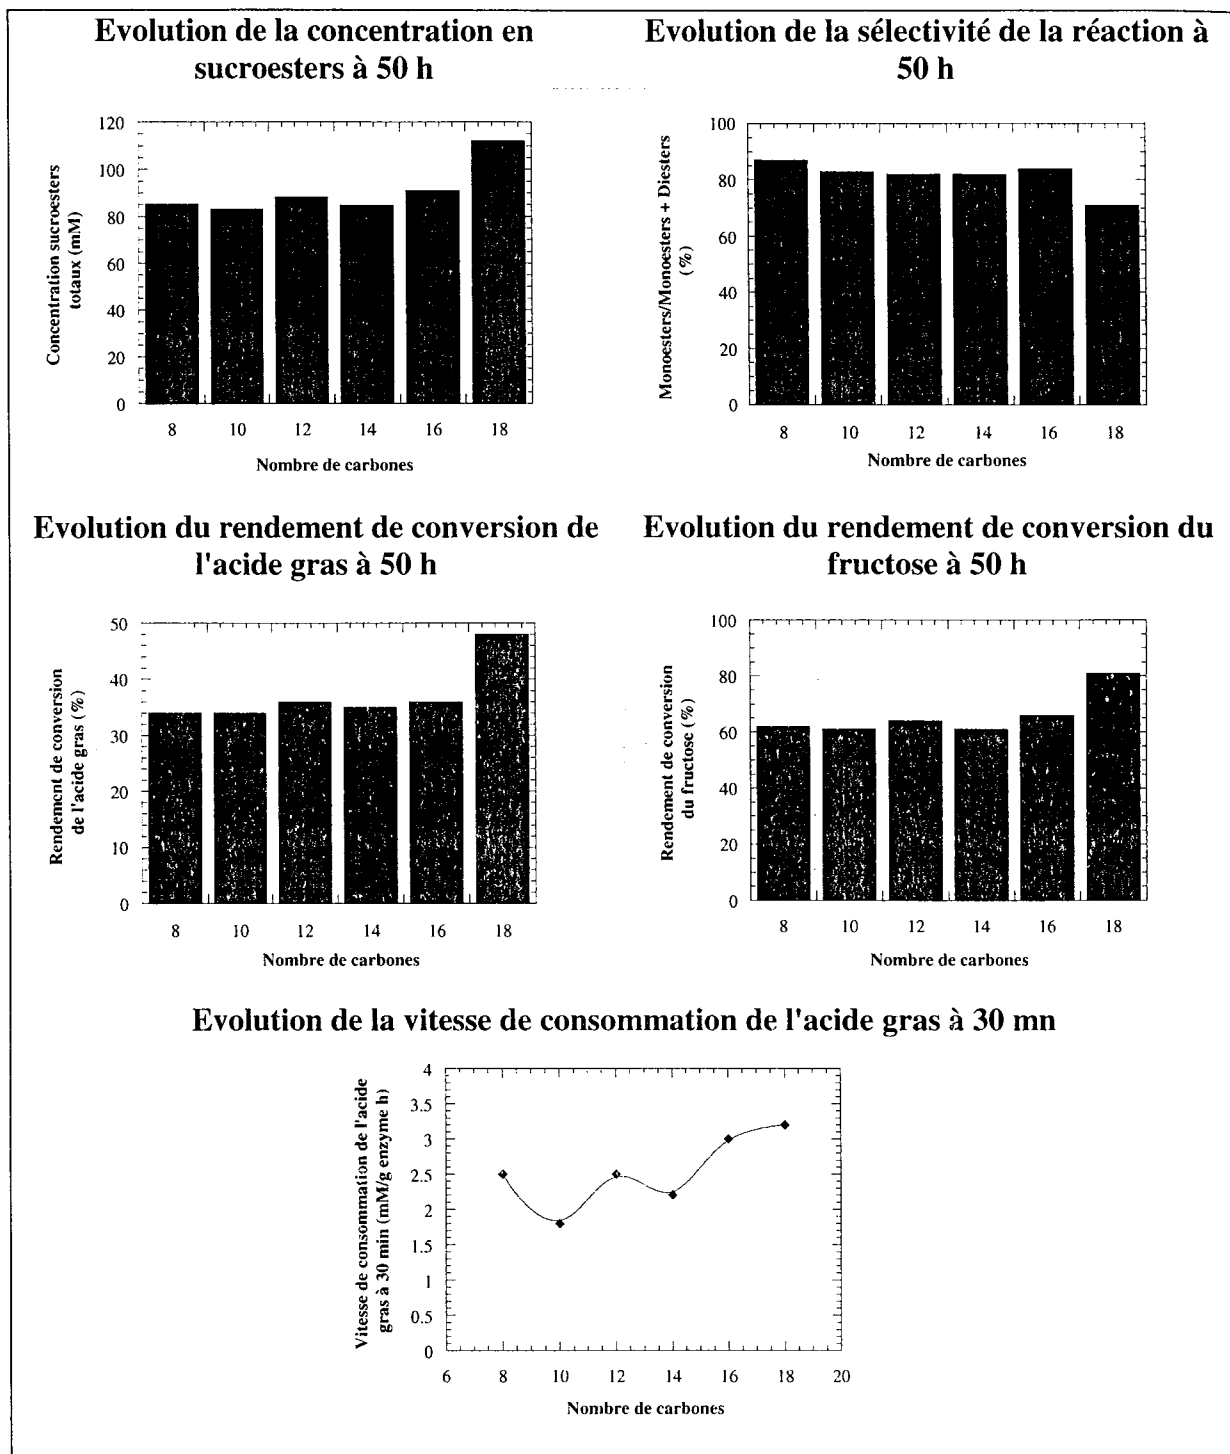 Evolution de la concentration en
sucroesters à 50 h
Evolution de la sélectivité de la réaction à
50 h
Concentration sucroesters
totaux (mM)
120
100
80
60
40
20
0
8 10 12 14 16 18
Nombre de carbones
Monoesters/Monoesters + Diesters
(%)
100
80
60
40
20
0
8 10 12 14 16 18
Nombre de carbones
Evolution du rendement de conversion de
l'acide gras à 50 h
Evolution du rendement de conversion du
fructose à 50 h
Rendement de conversion
de l'acide gras (%)
50
40
30
20
10
0
8 10 12 14 16 18
Nombre de carbones
Rendement de conversion
du fructose (%)
100
80
60
40
20
0
8 10 12 14 16 18
Nombre de carbones
Evolution de la vitesse de consommation de l'acide gras à 30 mn
Vitesse de consommation de l'acide
gras à 30 min (mM/g enzyme h)
4
3.5
3
2.5
2
1.5
1
0.5
0
6 8 10 12 14 16 18 20
Nombre de carbones